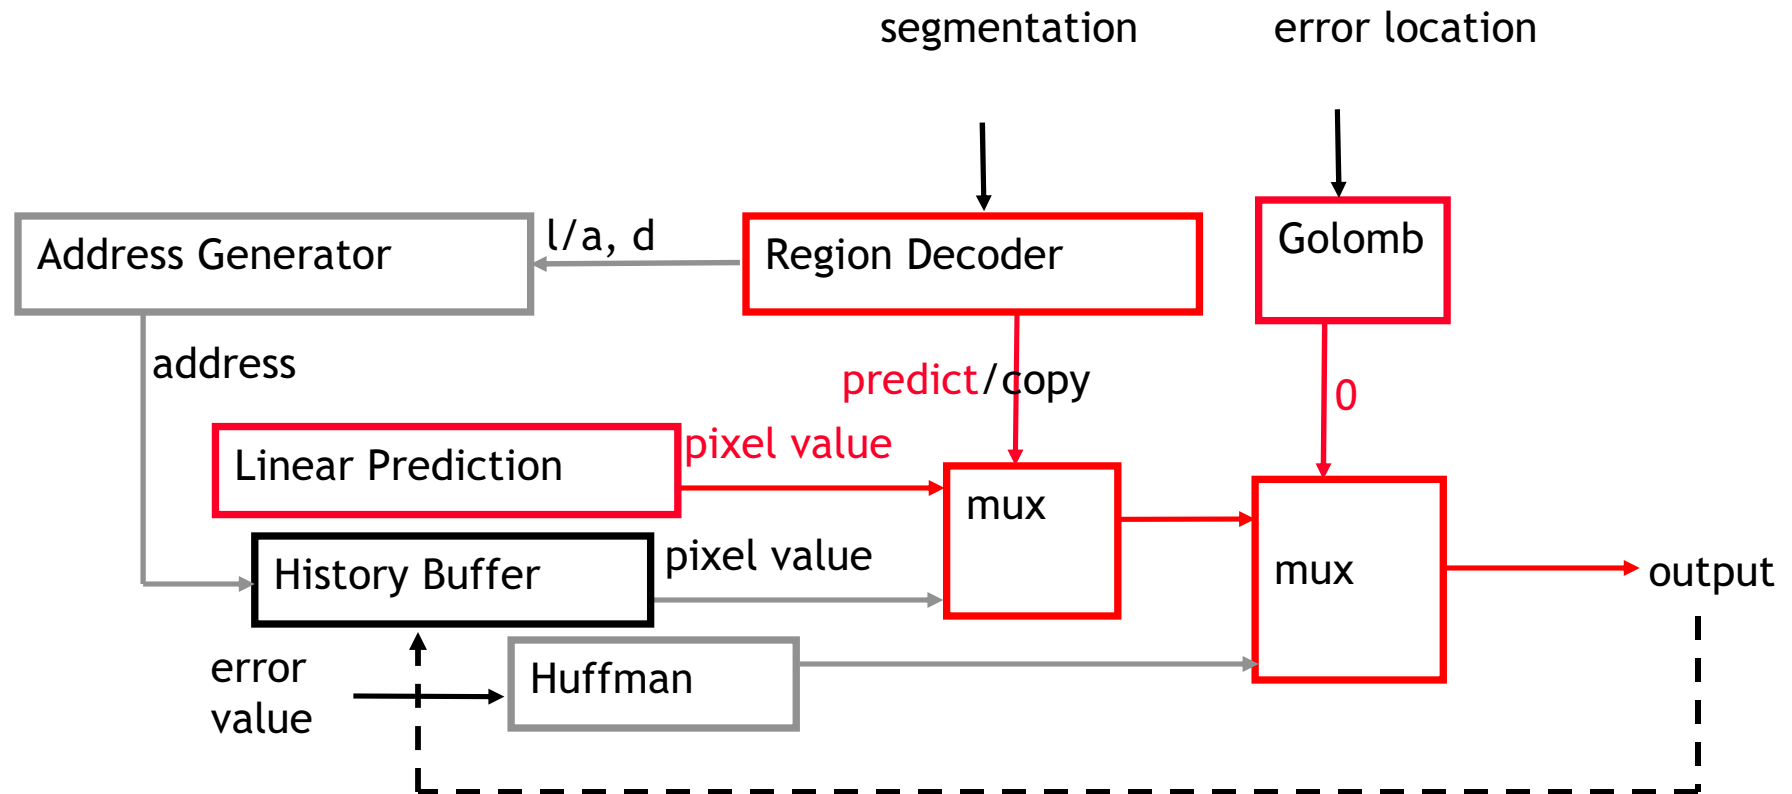 segmentation
error location
Address Generator
l/a, d
Region Decoder
Golomb
address
predict/copy
0
Linear Prediction
pixel value
mux
History Buffer
pixel value
mux
output
error
value
Huffman